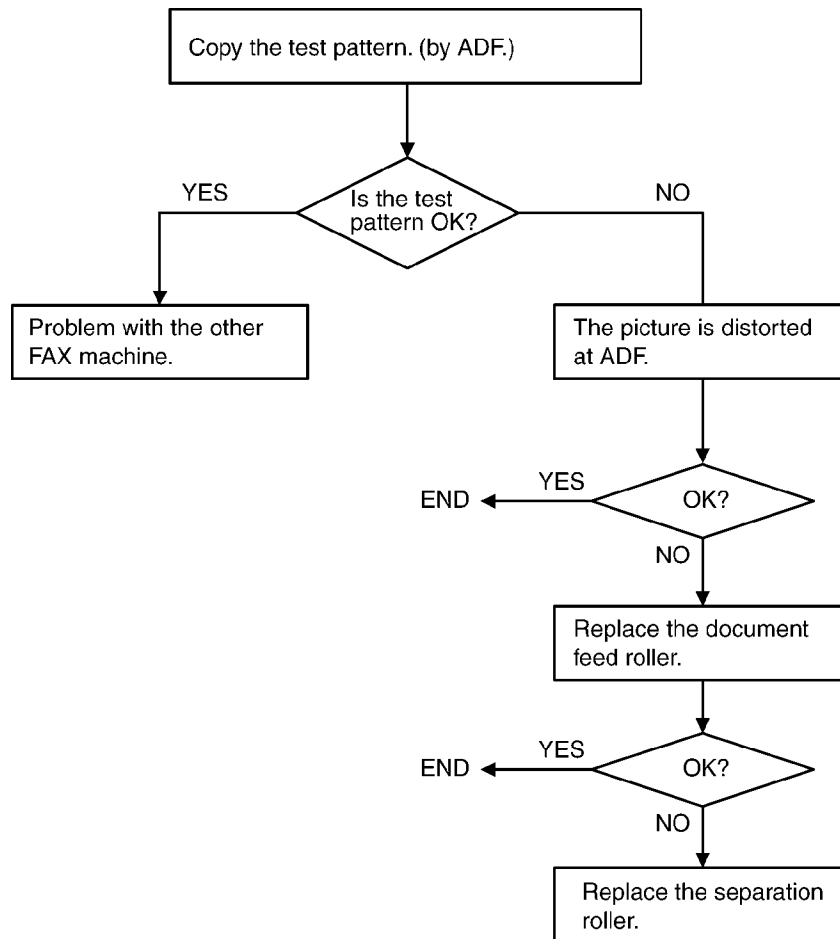 Copy the test pattern. (by ADF.)
YES
NO
Is the test
pattern OK?
Problem with the other
FAX machine.
The picture is distorted
at ADF.
END
YES
OK?
NO
Replace the document
feed roller.
END
YES
OK?
NO
Replace the separation
roller.